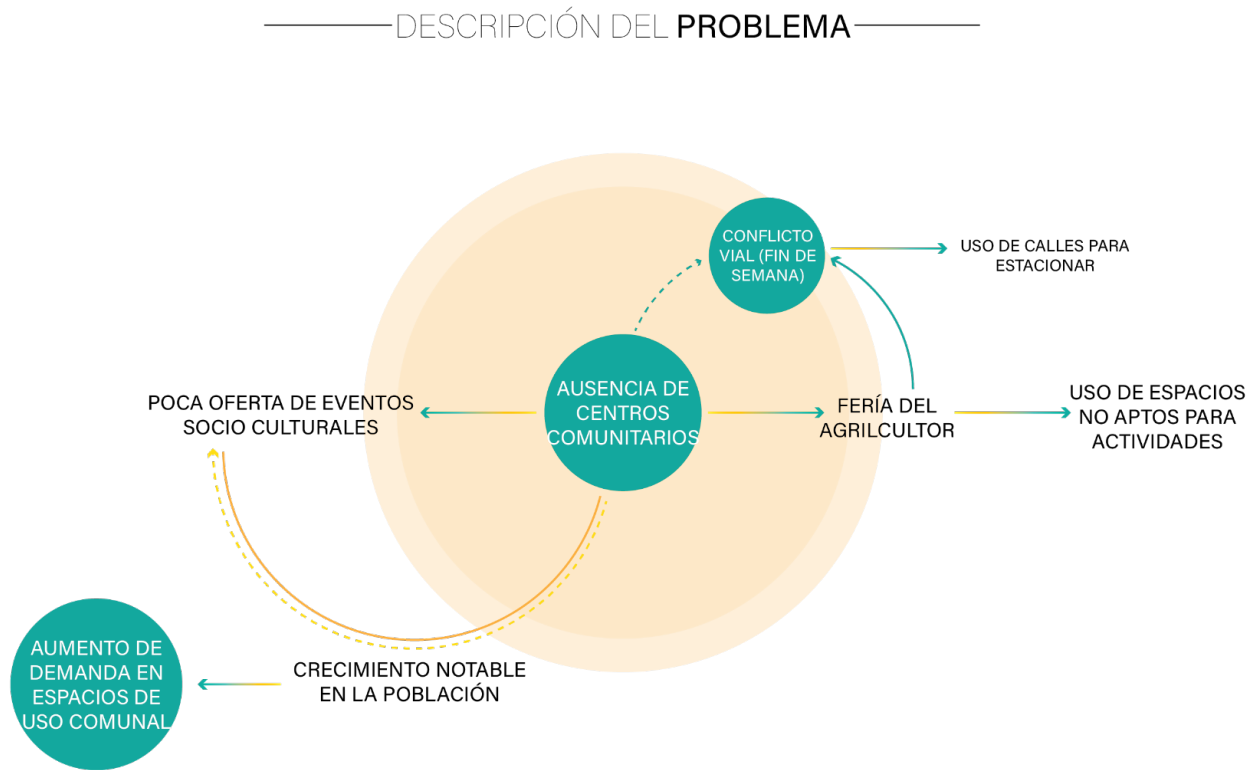 DESCRIPCIÓN DEL PROBLEMA
CONFLICTO
VIAL (FIN DE
SEMANA)
USO DE CALLES PARA
ESTACIONAR
AUSENCIA DE
CENTROS
COMUNITARIOS
POCA OFERTA DE EVENTOS
SOCIO CULTURALES
FERÍA DEL
AGRILCULTOR
USO DE ESPACIOS
NO APTOS PARA
ACTIVIDADES
AUMENTO DE
DEMANDA EN
ESPACIOS DE
USO COMUNAL
CRECIMIENTO NOTABLE
EN LA POBLACIÓN